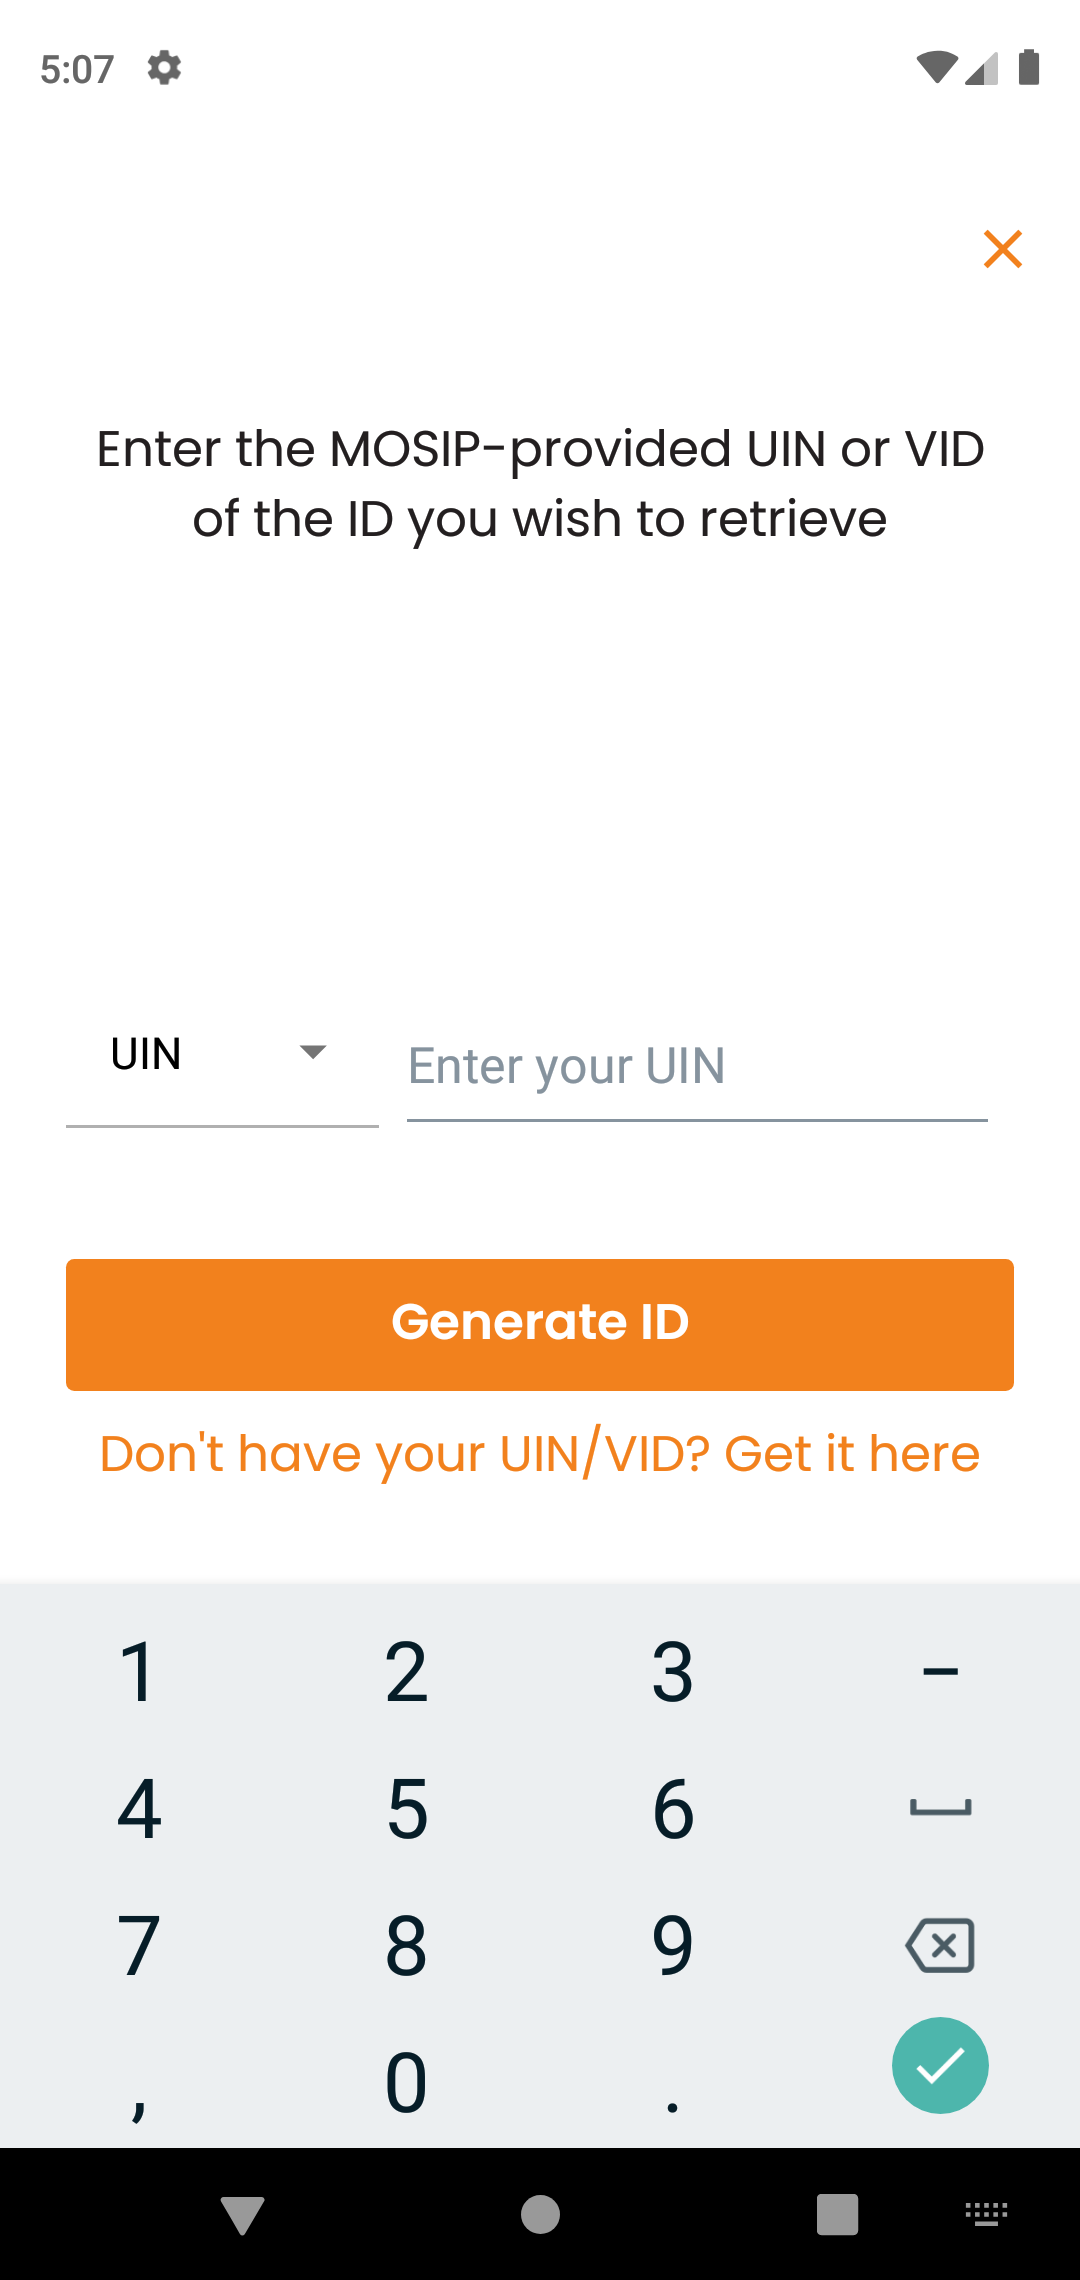 5:07
Enter the MOSIP-provided UIN or VID
of the ID you wish to retrieve
UIN
Enter your UIN
Generate ID
Don't have your UIN/VID? Get it here
1 2 3 -
4 5 6
7 8 9
, 0 .